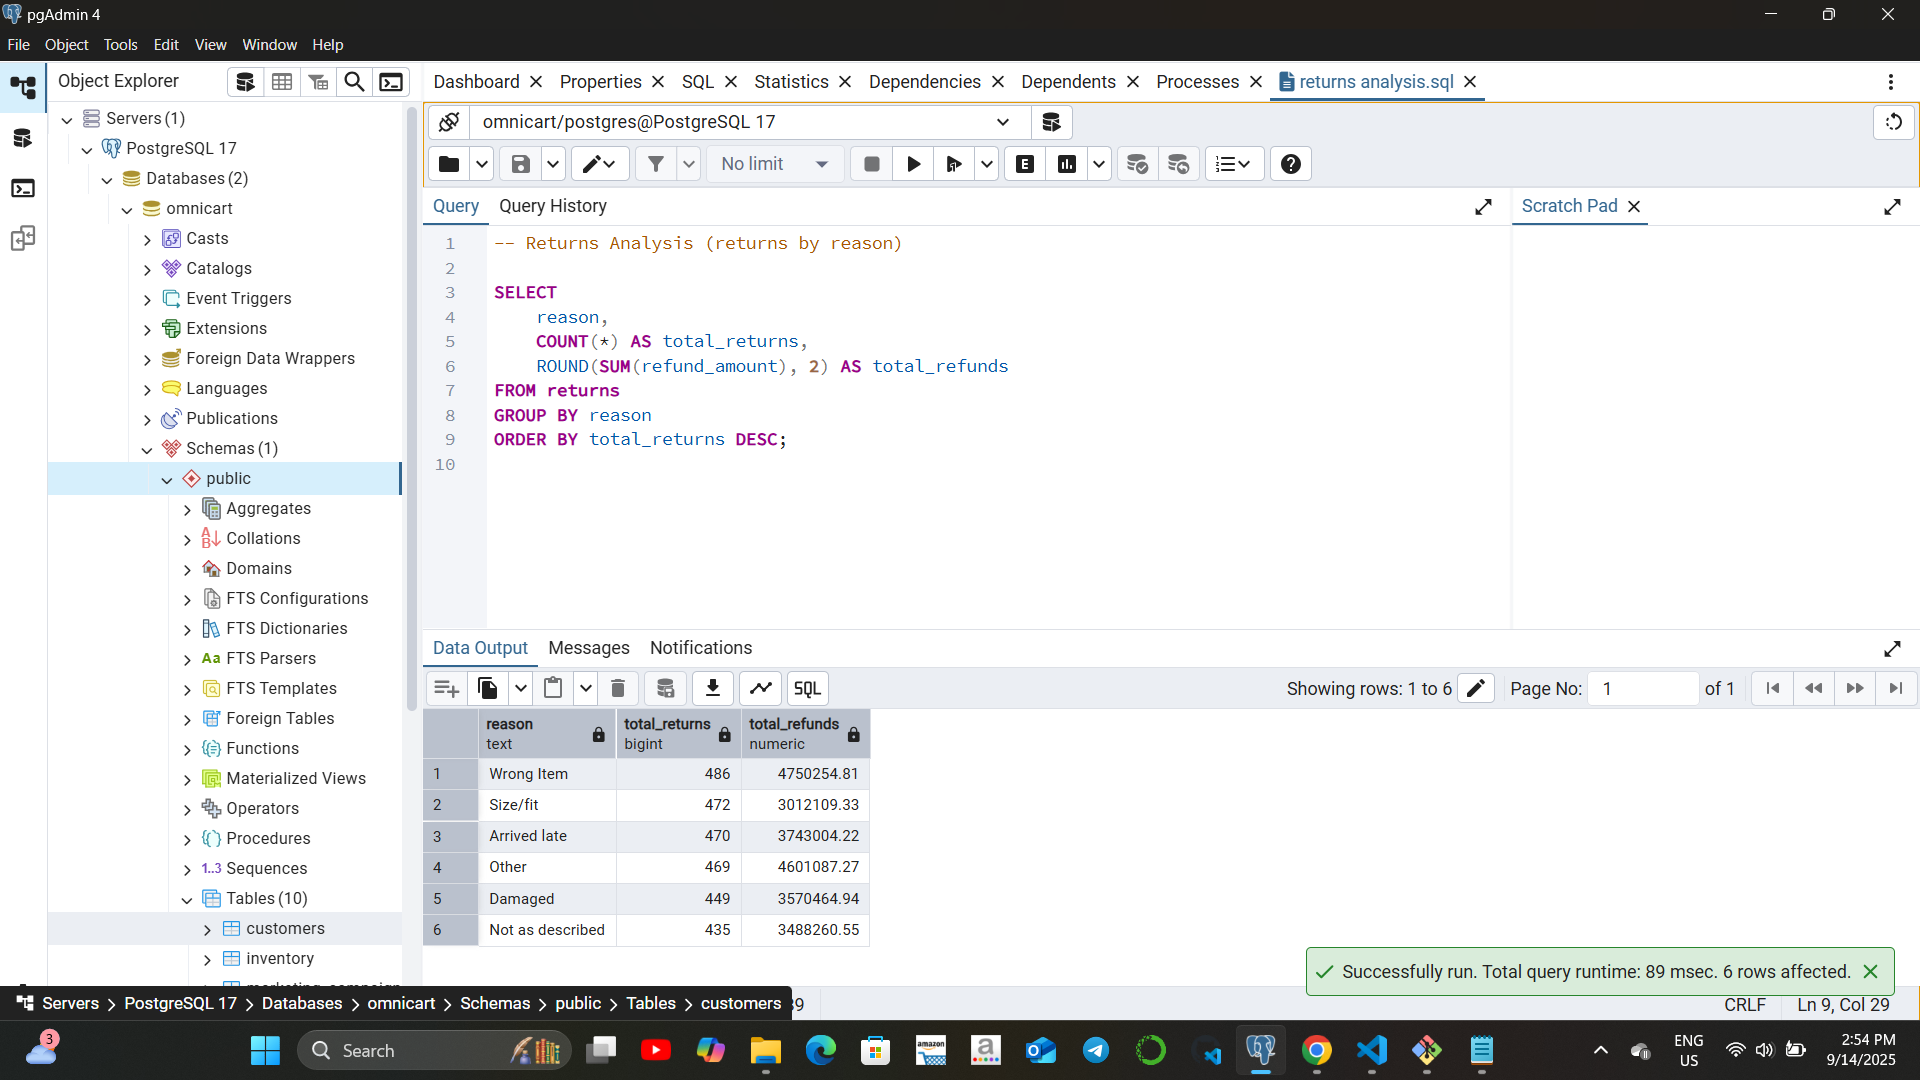 pgAdmin 4
File Object Tools Edit View Window Help
Object Explorer
Dashboard Properties SQL Statistics Dependencies Dependents Processes returns analysis.sql
Servers (1)
PostgreSQL 17
Databases (2)
omnicart
Casts
Catalogs
Event Triggers
Extensions
Foreign Data Wrappers
Languages
Publications
Schemas (1)
public
Aggregates
Collations
Domains
FTS Configurations
FTS Dictionaries
Aa FTS Parsers
FTS Templates
Foreign Tables
Functions
Materialized Views
Operators
Procedures
1..3 Sequences
Tables (10)
customers
inventory
omnicart/postgres@PostgreSQL 17
No limit
E
Query Query History
Scratch Pad
1 -- Returns Analysis (returns by reason)
2
3 SELECT
4 reason,
5 COUNT(*) AS total_returns,
6 ROUND(SUM(refund_amount), 2) AS total_refunds
7 FROM returns
8 GROUP BY reason
9 ORDER BY total_returns DESC;
10
Data Output Messages Notifications
SQL
Showing rows: 1 to 6 Page No: 1 of 1
reason total_returns total_refunds
text bigint numeric
1 Wrong Item 486 4750254.81
2 Size/fit 472 3012109.33
3 Arrived late 470 3743004.22
4 Other 469 4601087.27
5 Damaged 449 3570464.94
6 Not as described 435 3488260.55
Successfully run. Total query runtime: 89 msec. 6 rows affected.
Servers > PostgreSQL 17 > Databases > omnicart > Schemas > public > Tables > customers
CRLF Ln 9, Col 29
3
Search
amazon
a
ENG
US
2:54 PM
9/14/2025